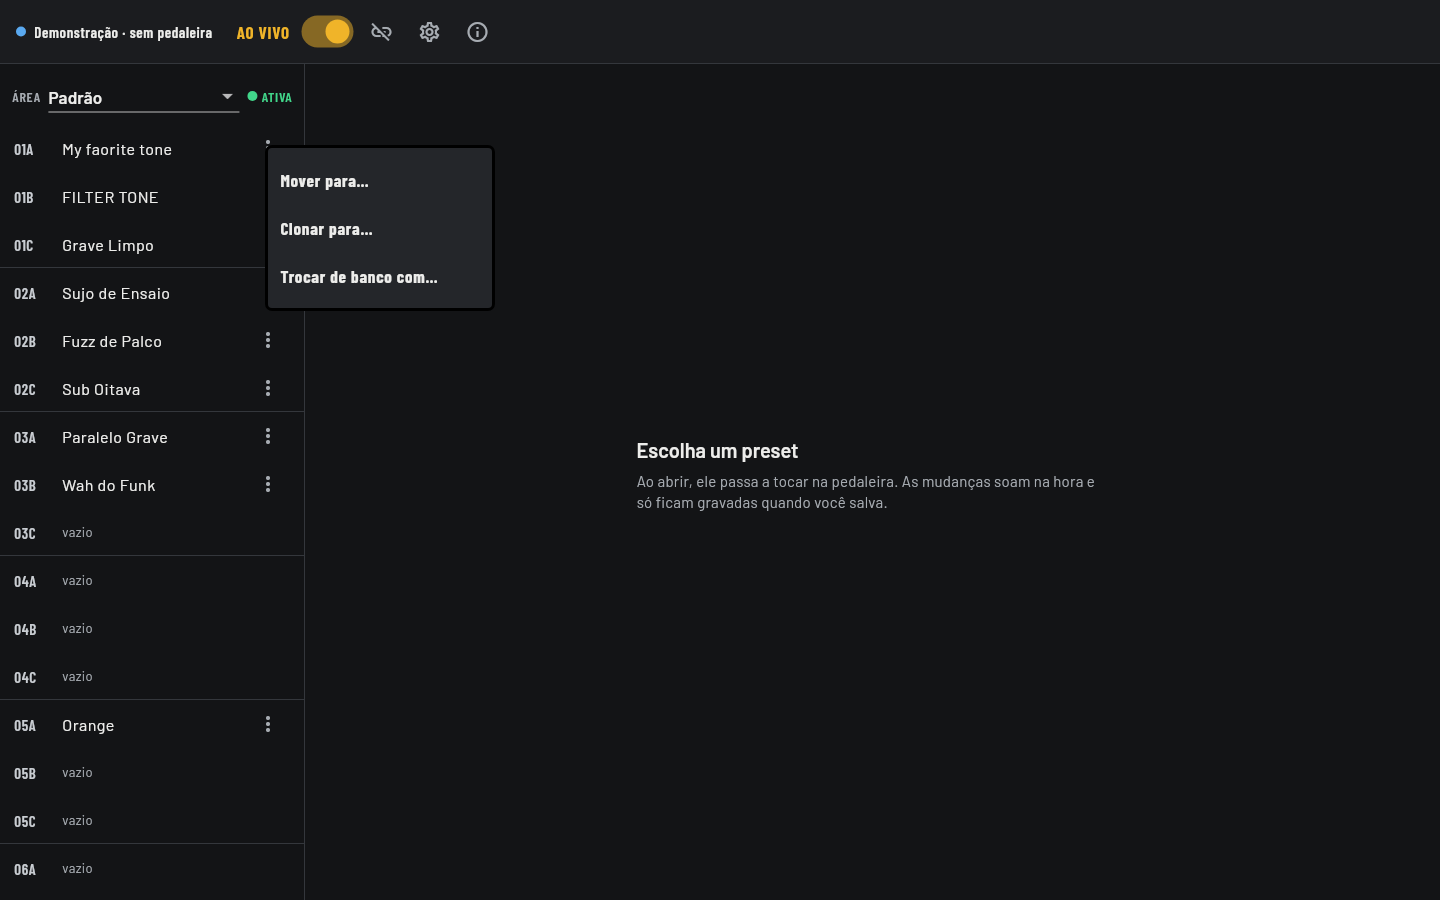 Demonstração · sem pedaleira AO VIVO
ÁREA Padrão ATIVA
01A My faorite tone
01B FILTER TONE
01C Grave Limpo
02A Sujo de Ensaio
02B Fuzz de Palco
02C Sub Oitava
03A Paralelo Grave
03B Wah do Funk
03C vazio
04A vazio
04B vazio
04C vazio
05A Orange
05B vazio
05C vazio
06A vazio
Mover para...
Clonar para...
Trocar de banco com...
Escolha um preset
Ao abrir, ele passa a tocar na pedaleira. As mudanças soam na hora e
só ficam gravadas quando você salva.